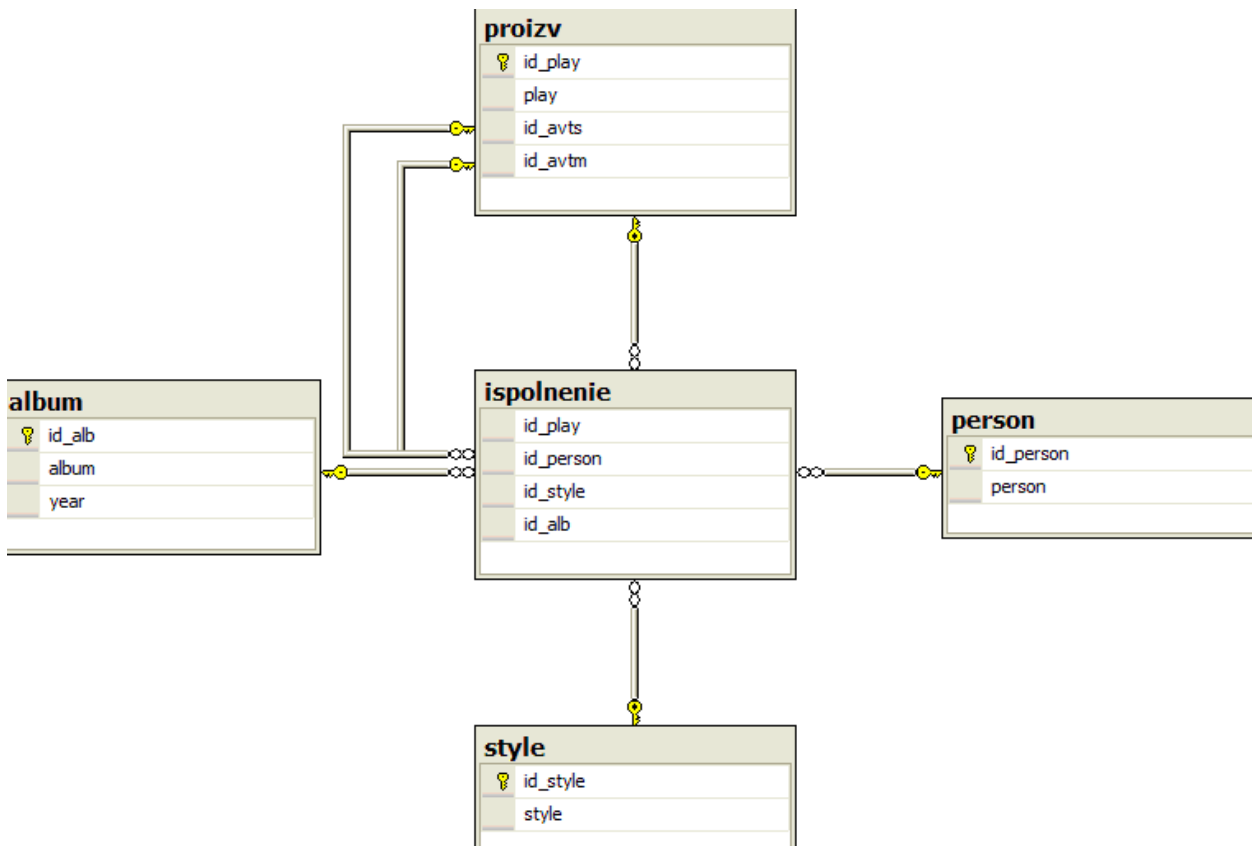 proizv
id_play
play
id_avts
id_avtm
album
id_alb
album
year
ispolnenie
id_play
id_person
id_style
id_alb
person
id_person
person
style
id_style
style